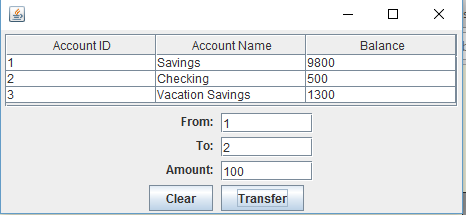 Account ID Account Name Balance
1 Savings 9800
2 Checking 500
3 Vacation Savings 1300
From: 1
To: 2
Amount: 100
Clear Transfer